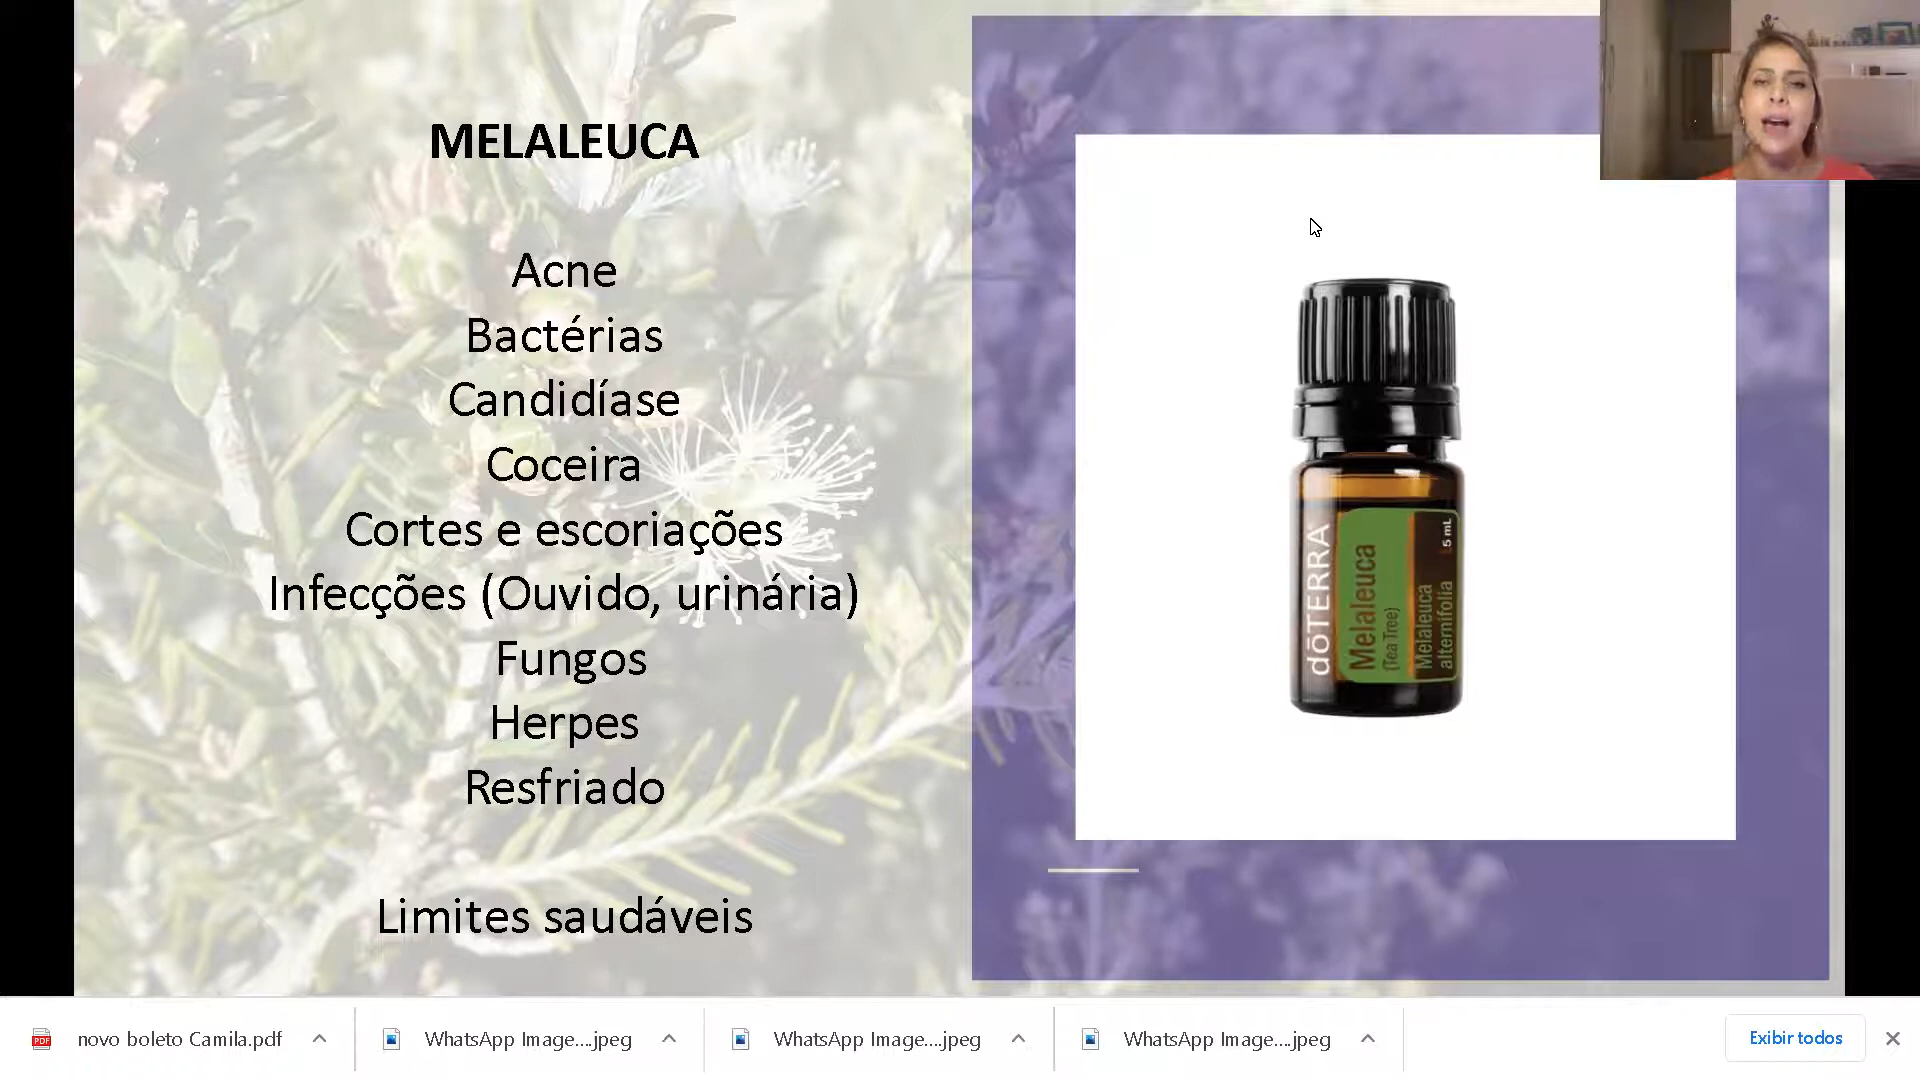 MELALEUCA
Acne
Bactérias
Candidíase
Coceira
Cortes e escoriações
Infecções (Ouvido, urinária)
Fungos
Herpes
Resfriado
Limites saudáveis
dōTERRA
Melaleuca
(Tea Tree)
Melaleuca
alternifolia
5 mL
novo boleto Camila.pdf
WhatsApp Image....jpeg
WhatsApp Image....jpeg
WhatsApp Image....jpeg
Exibir todos